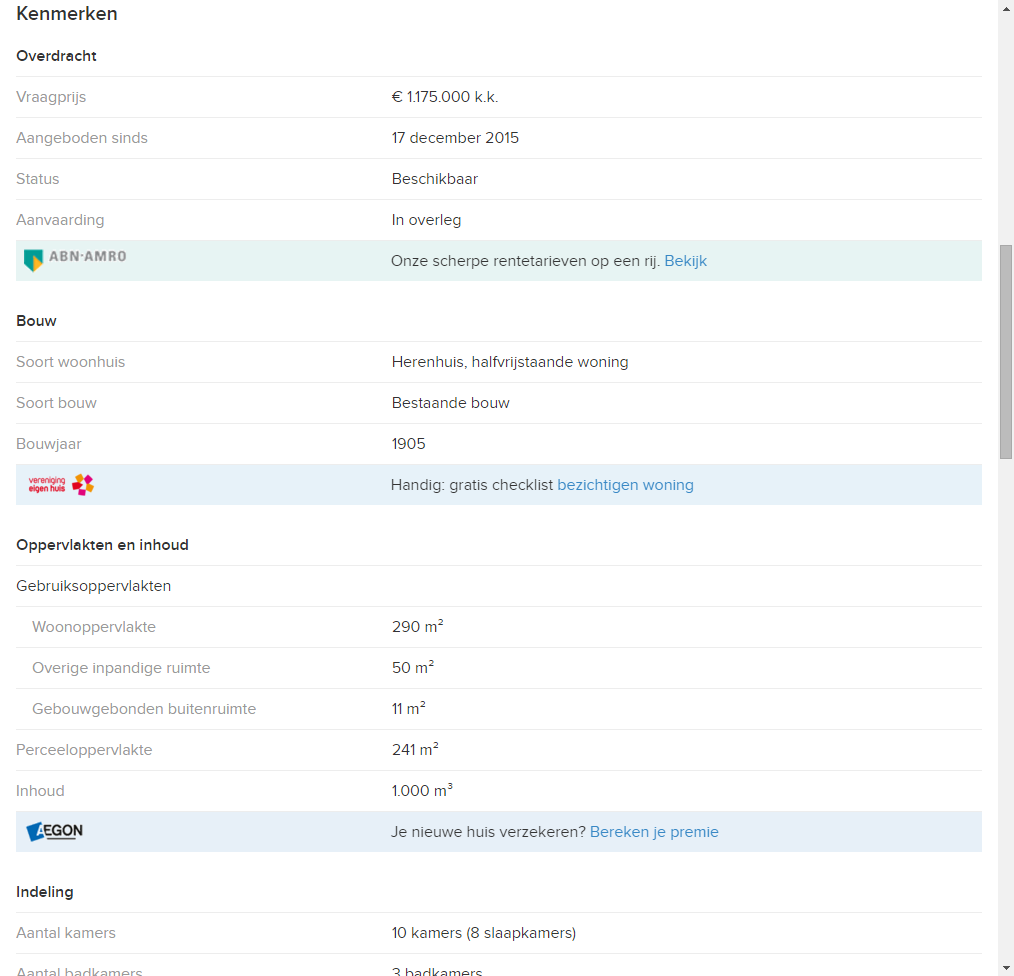 Kenmerken
Overdracht
Vraagprijs € 1.175.000 k.k.
Aangeboden sinds 17 december 2015
Status Beschikbaar
Aanvaarding In overleg
ABN·AMRO Onze scherpe rentetarieven op een rij. Bekijk
Bouw
Soort woonhuis Herenhuis, halfvrijstaande woning
Soort bouw Bestaande bouw
Bouwjaar 1905
vereniging eigen huis Handig: gratis checklist bezichtigen woning
Oppervlakten en inhoud
Gebruiksoppervlakten
Woonoppervlakte 290 m²
Overige inpandige ruimte 50 m²
Gebouwgebonden buitenruimte 11 m²
Perceeloppervlakte 241 m²
Inhoud 1.000 m³
AEGON Je nieuwe huis verzekeren? Bereken je premie
Indeling
Aantal kamers 10 kamers (8 slaapkamers)
Aantal badkamers 3 badkamers